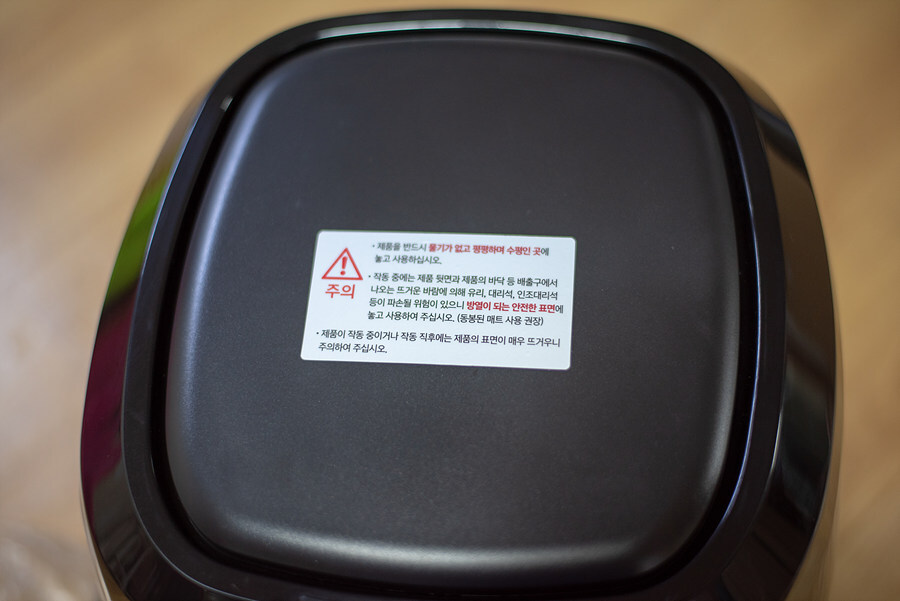 • 제품을 반드시 물기가 없고 평평하며 수평인 곳에
놓고 사용하십시오.
주의
• 작동 중에는 제품 뒷면과 제품의 바닥 등 배출구에서
나오는 뜨거운 바람에 의해 유리, 대리석, 인조대리석
등이 파손될 위험이 있으니 방열이 되는 안전한 표면에
놓고 사용하여 주십시오. (동봉된 매트 사용 권장)
• 제품이 작동 중이거나 작동 직후에는 제품의 표면이 매우 뜨거우니
주의하여 주십시오.